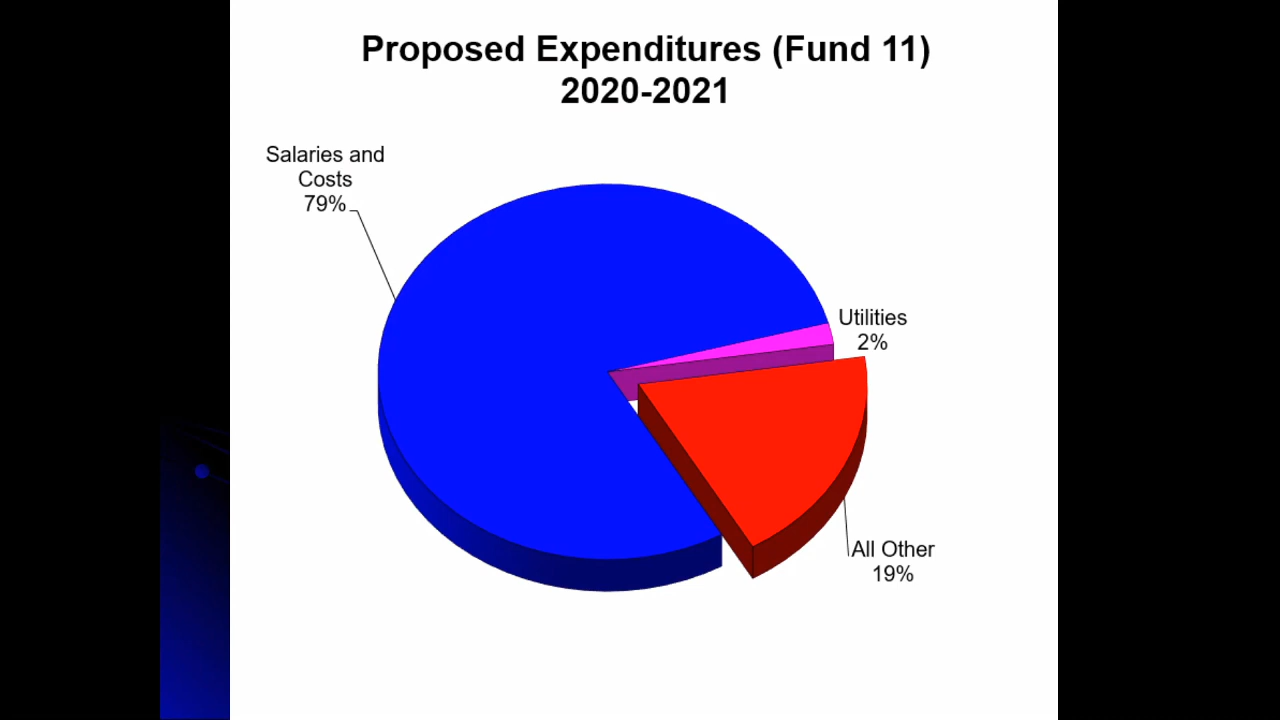 Proposed Expenditures (Fund 11)
2020-2021
Salaries and
Costs
79%
Utilities
2%
All Other
19%